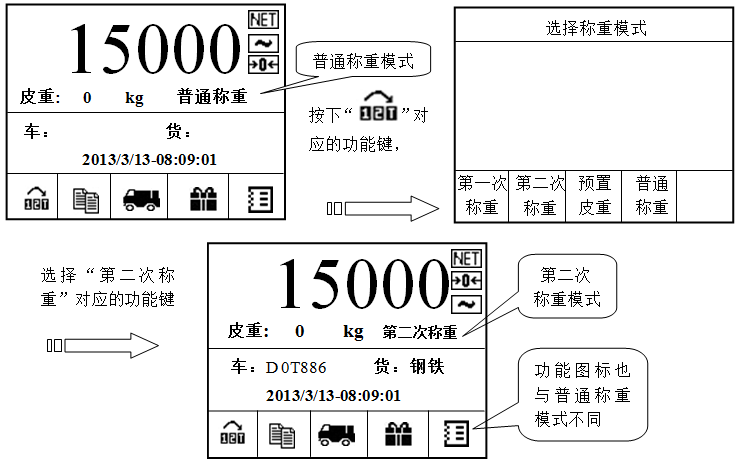 15000
NET
→0←
皮重: 0 kg 普通称重
车: 货:
2013/3/13-08:09:01
12T
普通称重模式
按下“12T”对
应的功能键,
选择称重模式
第一次 第二次 预置 普通
称重 称重 皮重 称重
选择“第二次称
重”对应的功能键
15000
NET
→0←
皮重: 0 kg 第二次称重
车: D0T886 货: 钢铁
2013/3/13-08:09:01
12T
第二次
称重模式
功能图标也
与普通称重
模式不同